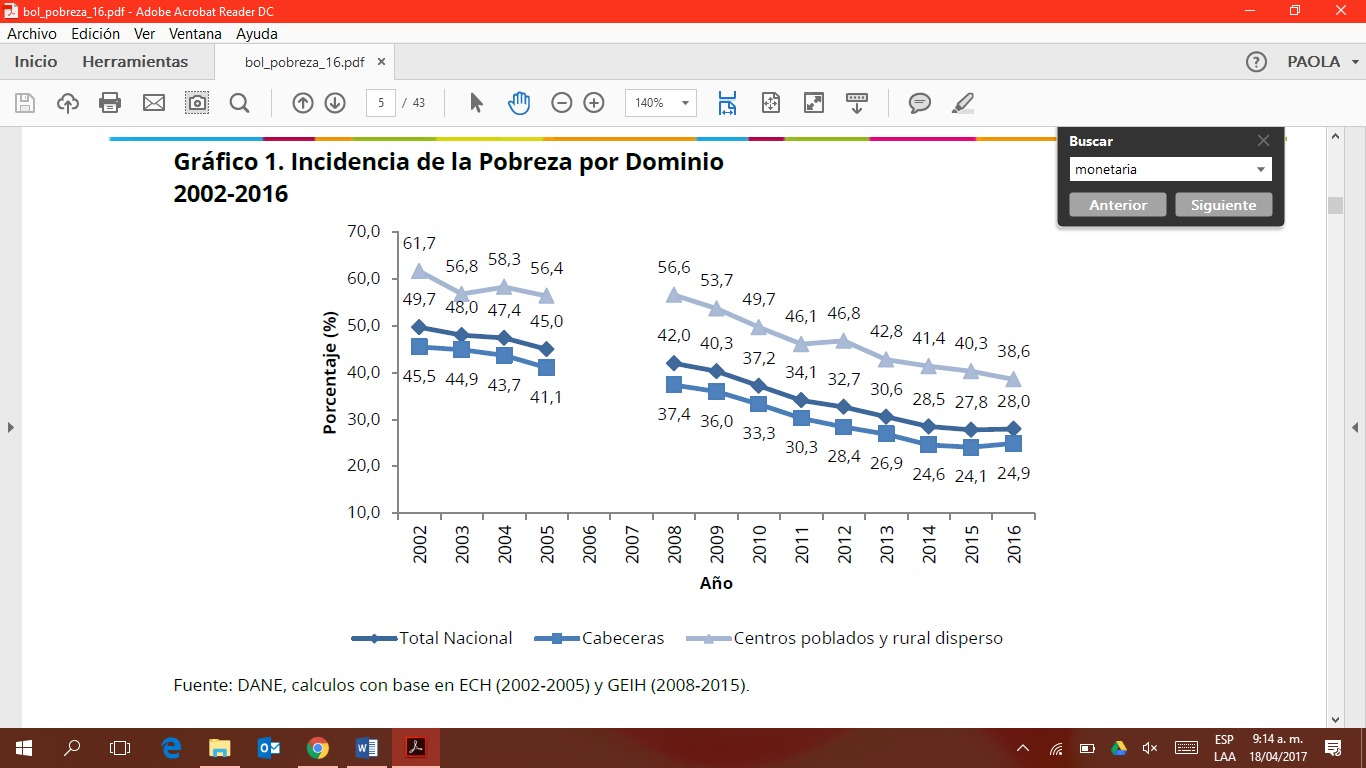 bol_pobreza_16.pdf - Adobe Acrobat Reader DC
Archivo Edición Ver Ventana Ayuda
Inicio Herramientas bol_pobreza_16.pdf × PAOLA
5 / 43 140%
Buscar
monetaria
Anterior Siguiente
Gráfico 1. Incidencia de la Pobreza por Dominio
2002-2016
Porcentaje (%)
70,0
60,0
50,0
40,0
30,0
20,0
10,0
61,7 56,8 58,3 56,4 56,6 53,7 49,7 46,1 46,8 42,8 41,4 40,3 38,6
49,7 48,0 47,4 45,0 42,0 40,3 37,2 34,1 32,7 30,6 28,5 27,8 28,0
45,5 44,9 43,7 41,1 37,4 36,0 33,3 30,3 28,4 26,9 24,6 24,1 24,9
2002 2003 2004 2005 2006 2007 2008 2009 2010 2011 2012 2013 2014 2015 2016
Año
Total Nacional Cabeceras Centros poblados y rural disperso
Fuente: DANE, calculos con base en ECH (2002-2005) y GEIH (2008-2015).
ESP 9:14 a. m.
LAA 18/04/2017